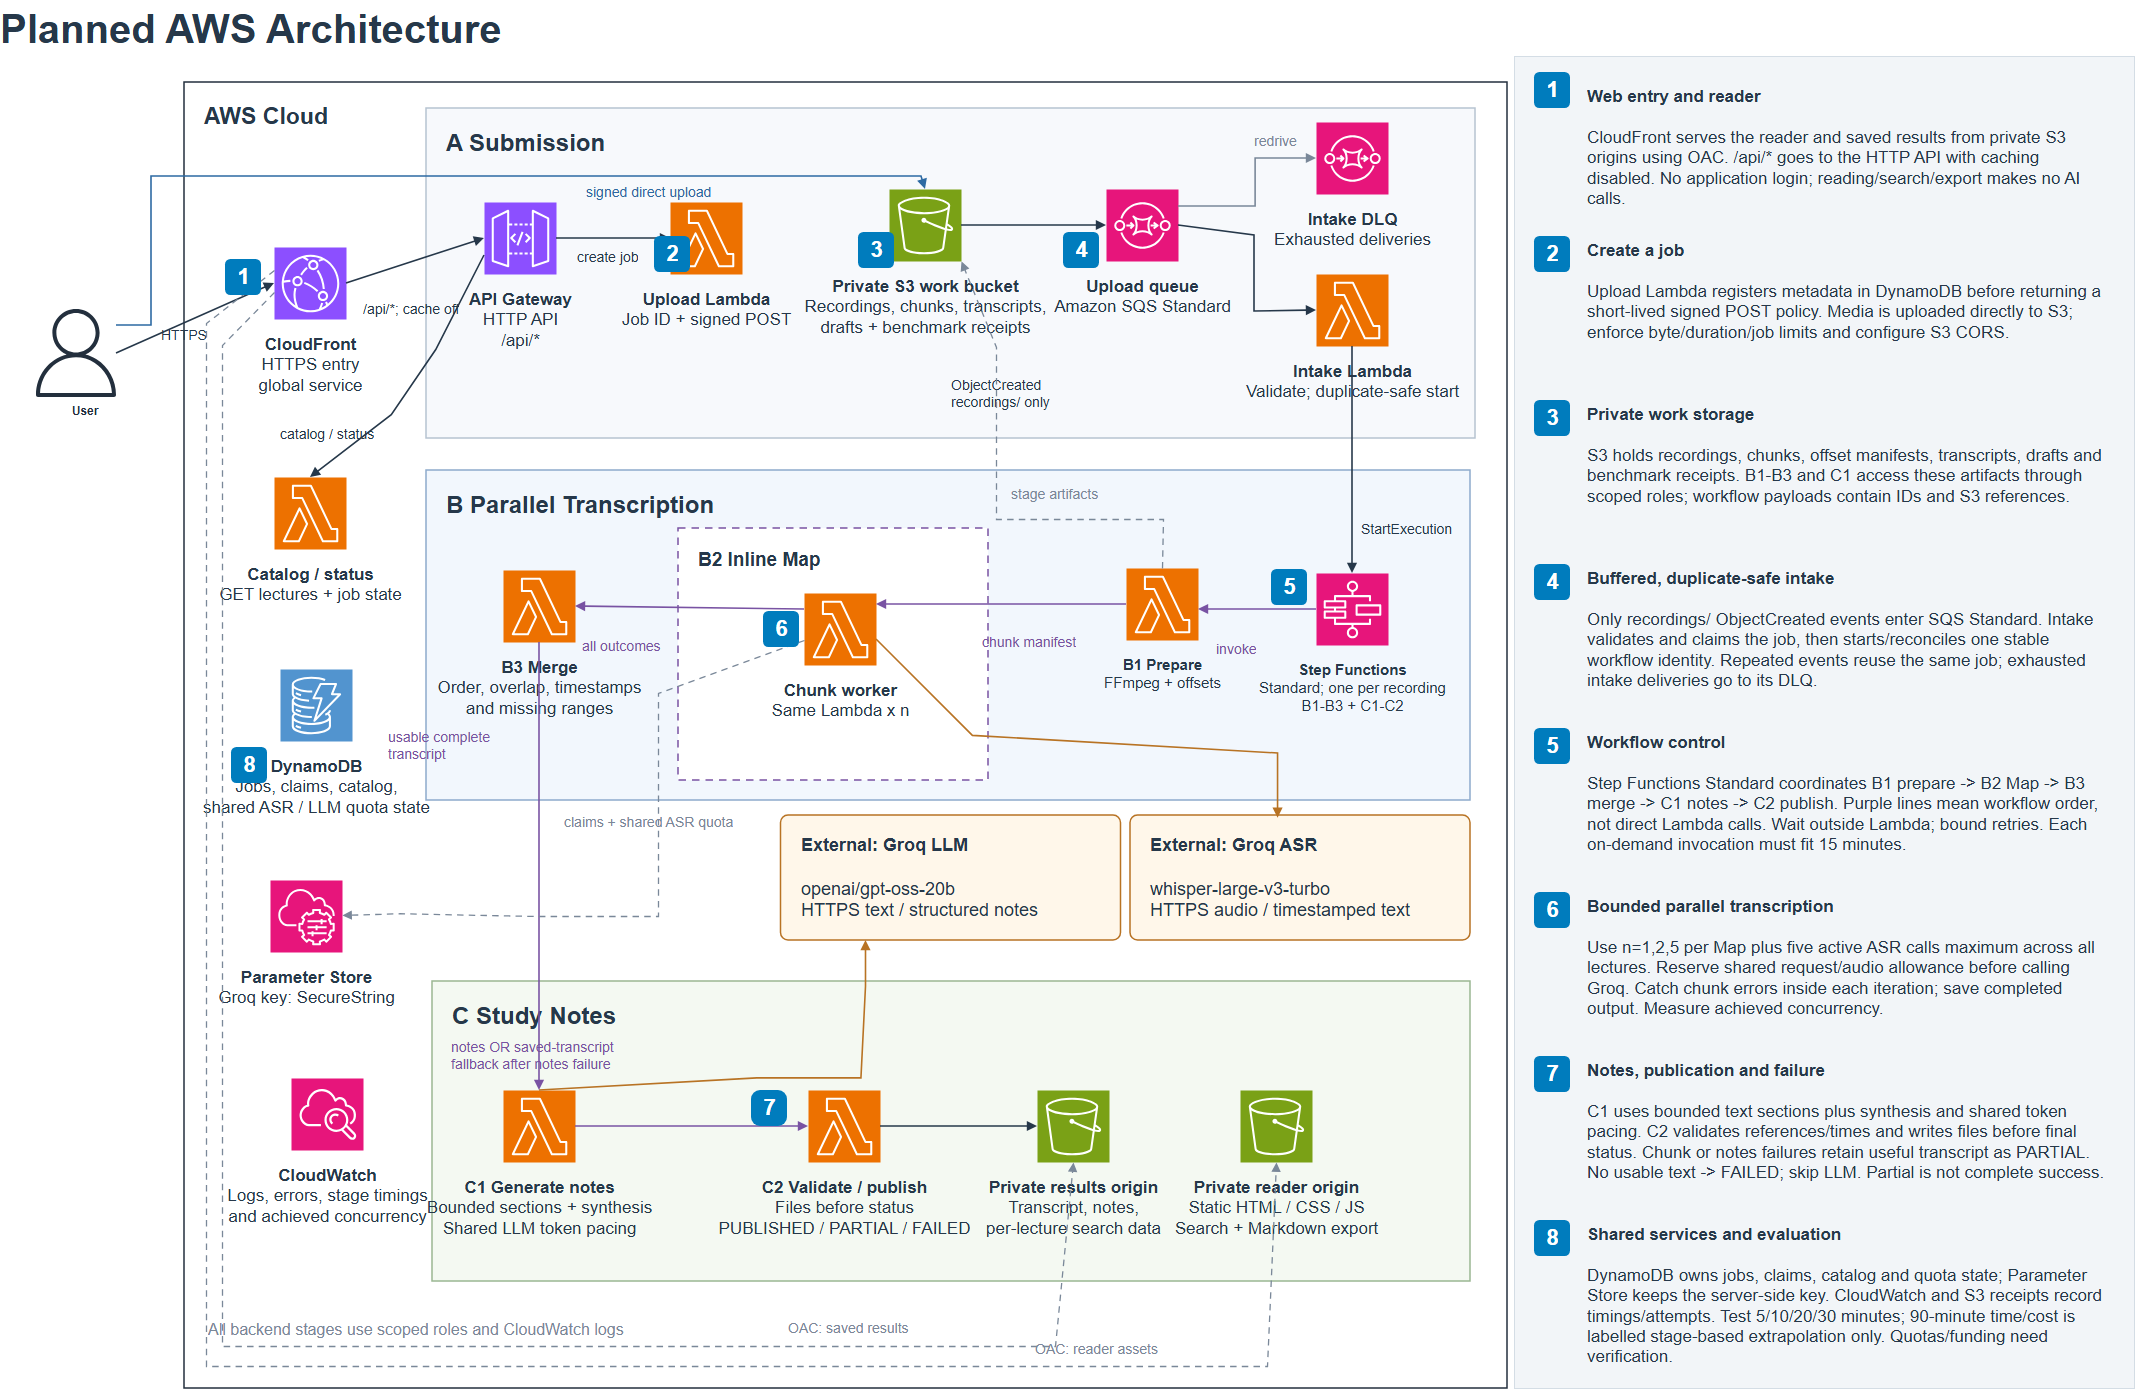 Planned AWS Architecture
AWS Cloud
A Submission
signed direct upload
redrive
Intake DLQ
Exhausted deliveries
2
create job
3
4
1
/api/*; cache off
API Gateway
HTTP API
/api/*
Upload Lambda
Job ID + signed POST
Private S3 work bucket
Recordings, chunks, transcripts,
drafts + benchmark receipts
Upload queue
Amazon SQS Standard
HTTPS
CloudFront
HTTPS entry
global service
User
ObjectCreated
recordings/ only
Intake Lambda
Validate; duplicate-safe start
catalog / status
Catalog / status
GET lectures + job state
B Parallel Transcription
stage artifacts
StartExecution
B2 Inline Map
5
6
all outcomes
chunk manifest
invoke
B3 Merge
Order, overlap, timestamps
and missing ranges
Chunk worker
Same Lambda x n
B1 Prepare
FFmpeg + offsets
Step Functions
Standard; one per recording
B1-B3 + C1-C2
usable complete
transcript
8
DynamoDB
Jobs, claims, catalog,
shared ASR / LLM quota state
claims + shared ASR quota
External: Groq LLM
openai/gpt-oss-20b
HTTPS text / structured notes
External: Groq ASR
whisper-large-v3-turbo
HTTPS audio / timestamped text
Parameter Store
Groq key: SecureString
C Study Notes
notes OR saved-transcript
fallback after notes failure
7
CloudWatch
Logs, errors, stage timings
and achieved concurrency
C1 Generate notes
Bounded sections + synthesis
Shared LLM token pacing
C2 Validate / publish
Files before status
PUBLISHED / PARTIAL / FAILED
Private results origin
Transcript, notes,
per-lecture search data
Private reader origin
Static HTML / CSS / JS
Search + Markdown export
All backend stages use scoped roles and CloudWatch logs
OAC: saved results
OAC: reader assets
1
Web entry and reader
CloudFront serves the reader and saved results from private S3
origins using OAC. /api/* goes to the HTTP API with caching
disabled. No application login; reading/search/export makes no AI
calls.
2
Create a job
Upload Lambda registers metadata in DynamoDB before returning a
short-lived signed POST policy. Media is uploaded directly to S3;
enforce byte/duration/job limits and configure S3 CORS.
3
Private work storage
S3 holds recordings, chunks, offset manifests, transcripts, drafts and
benchmark receipts. B1-B3 and C1 access these artifacts through
scoped roles; workflow payloads contain IDs and S3 references.
4
Buffered, duplicate-safe intake
Only recordings/ ObjectCreated events enter SQS Standard. Intake
validates and claims the job, then starts/reconciles one stable
workflow identity. Repeated events reuse the same job; exhausted
intake deliveries go to its DLQ.
5
Workflow control
Step Functions Standard coordinates B1 prepare -> B2 Map -> B3
merge -> C1 notes -> C2 publish. Purple lines mean workflow order,
not direct Lambda calls. Wait outside Lambda; bound retries. Each
on-demand invocation must fit 15 minutes.
6
Bounded parallel transcription
Use n=1,2,5 per Map plus five active ASR calls maximum across all
lectures. Reserve shared request/audio allowance before calling
Groq. Catch chunk errors inside each iteration; save completed
output. Measure achieved concurrency.
7
Notes, publication and failure
C1 uses bounded text sections plus synthesis and shared token
pacing. C2 validates references/times and writes files before final
status. Chunk or notes failures retain useful transcript as PARTIAL.
No usable text -> FAILED; skip LLM. Partial is not complete success.
8
Shared services and evaluation
DynamoDB owns jobs, claims, catalog and quota state; Parameter
Store keeps the server-side key. CloudWatch and S3 receipts record
timings/attempts. Test 5/10/20/30 minutes; 90-minute time/cost is
labelled stage-based extrapolation only. Quotas/funding need
verification.